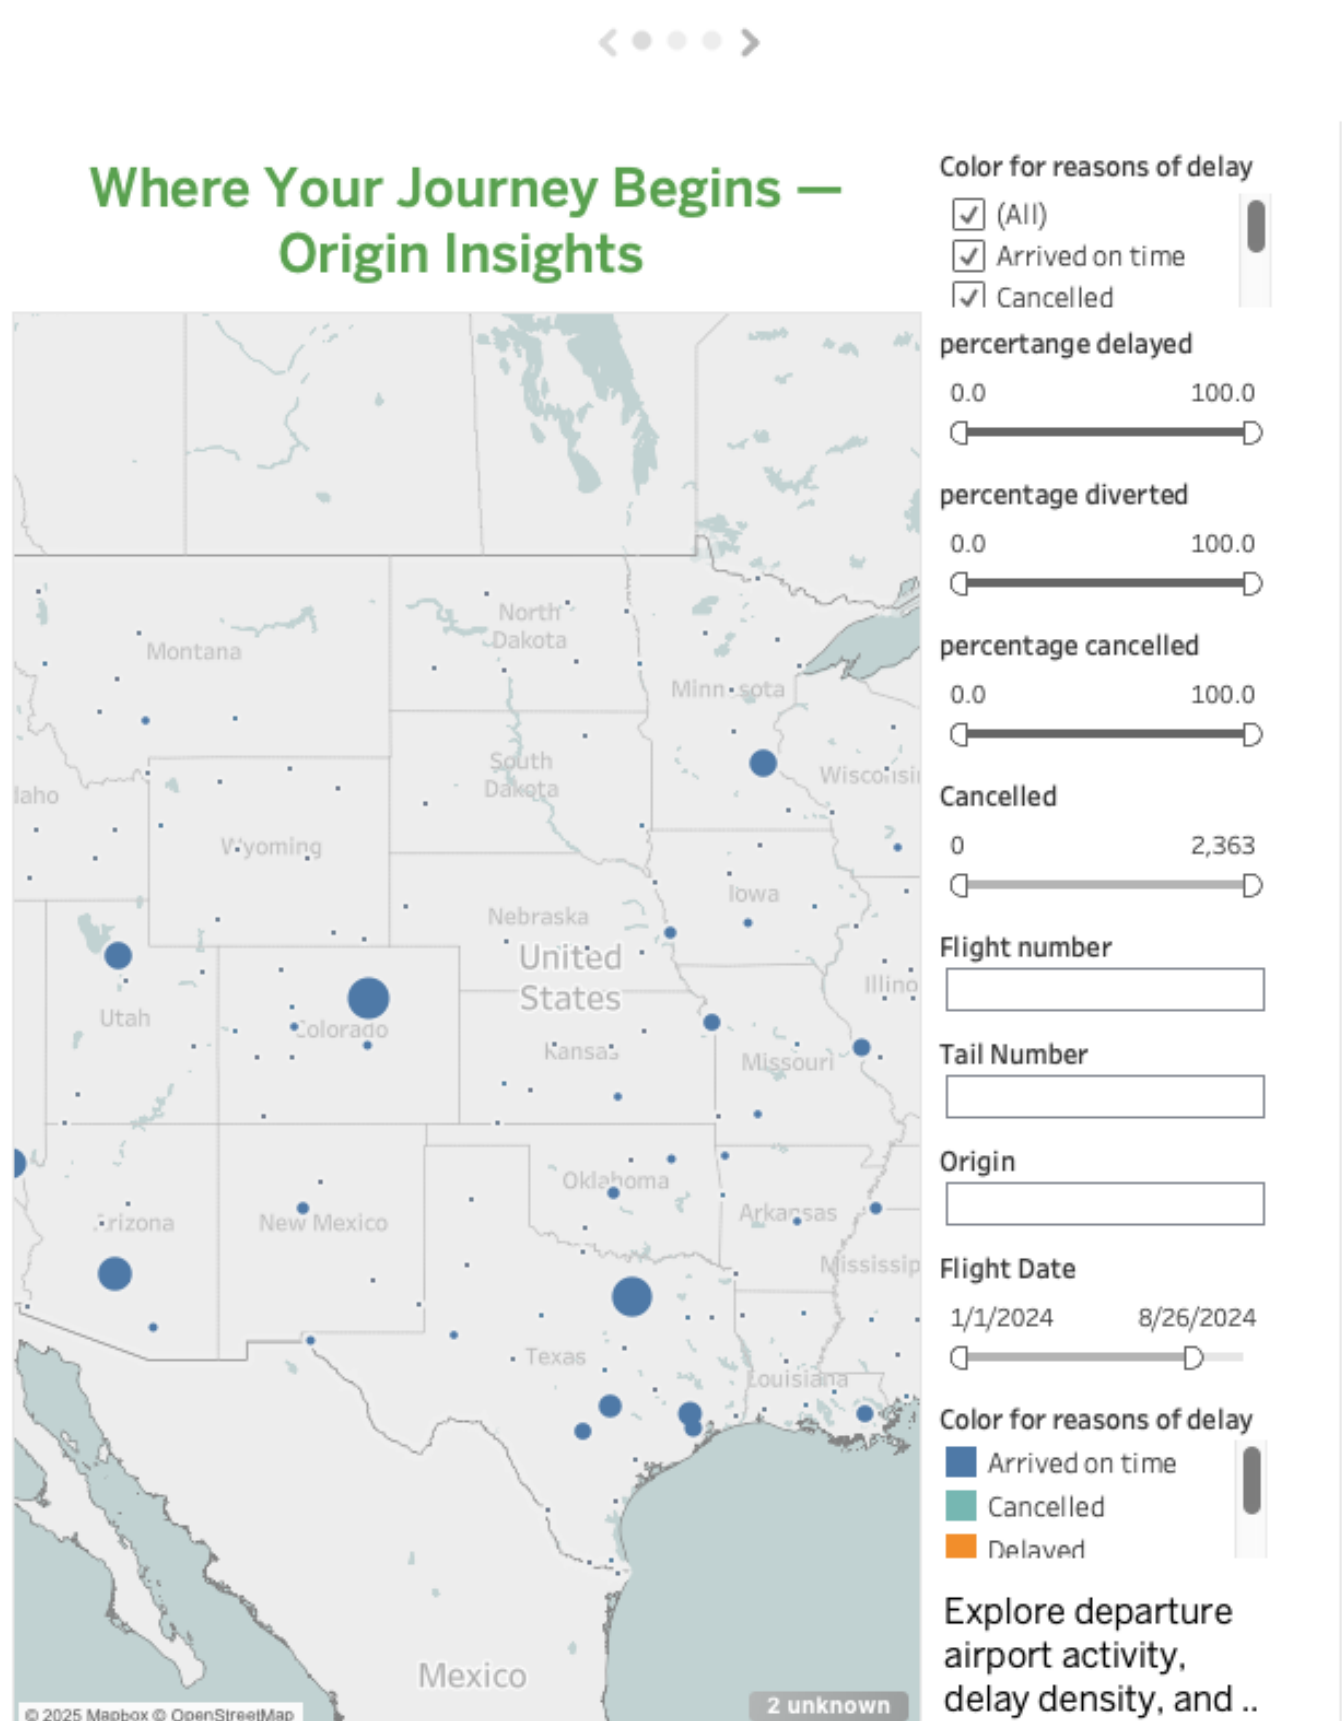 Where Your Journey Begins —
Origin Insights
Color for reasons of delay
(All)
Arrived on time
Cancelled
percertange delayed
0.0 100.0
percentage diverted
0.0 100.0
percentage cancelled
0.0 100.0
Cancelled
0 2,363
Flight number
Tail Number
Origin
Flight Date
1/1/2024 8/26/2024
Color for reasons of delay
Arrived on time
Cancelled
Delayed
Explore departure
airport activity,
delay density, and ..
North
Dakota
Montana
Minnesota
South
Dakota
Wisconsin
daho
Wyoming
Iowa
Nebraska
United
States
Illino
Utah
Colorado
Kansas
Missouri
Oklahoma
Arizona
New Mexico
Arkansas
Mississip
Texas
Louisiana
Mexico
2 unknown
© 2025 Mapbox © OpenStreetMap